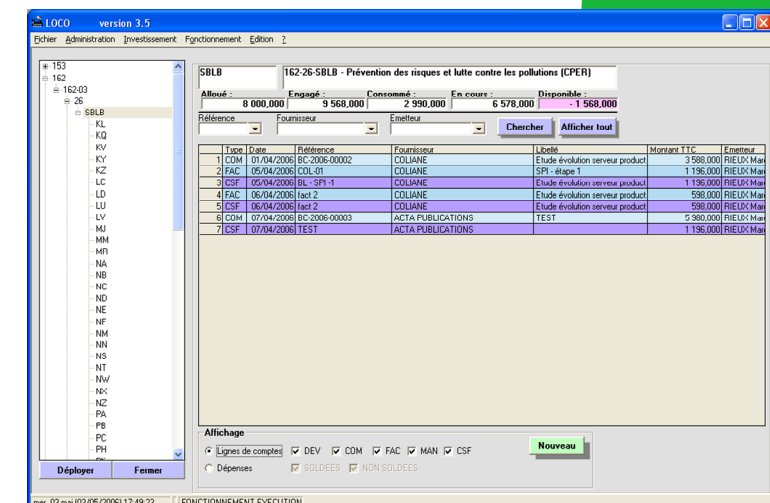 LOCO version 3.5
Fichier Administration Investissement Fonctionnement Edition ?
153
162
162-03
26
SBLB
KL
KQ
KV
KY
KZ
LC
LD
LU
LV
MJ
MM
NA
NB
NC
ND
NE
NF
NM
NN
NS
NT
NW
NX
NZ
PA
PB
PC
PH
Déployer Fermer
SBLB 162-26-SBLB - Prévention des risques et lutte contre les pollutions (CPER)
Alloué : Engagé : Consommé : En cours : Disponible :
8 000,000 9 568,000 2 990,000 6 578,000 - 1 568,000
Référence Fournisseur Emetteur
Chercher Afficher tout
Type Date Référence Fournisseur Libellé Montant TTC Emetteur
1 COM 01/04/2006 BC-2006-00002 COLIANE Etude évolution serveur product 3 588,000 RIEUX Mar
2 FAC 05/04/2006 COL-01 COLIANE SPI - étape 1 1 196,000 RIEUX Mar
3 CSF 05/04/2006 BL - SPI -1 COLIANE Etude évolution serveur product 1 196,000 RIEUX Mar
4 FAC 06/04/2006 fact 2 COLIANE Etude évolution serveur product 598,000 RIEUX Mar
5 CSF 06/04/2006 fact 2 COLIANE Etude évolution serveur product 598,000 RIEUX Mar
6 COM 07/04/2006 BC-2006-00003 ACTA PUBLICATIONS TEST 5 980,000 RIEUX Mar
7 CSF 07/04/2006 TEST ACTA PUBLICATIONS 1 196,000 RIEUX Mar
Affichage
Lignes de comptes DEV COM FAC MAN CSF
Dépenses SOLDEES NON SOLDEES
Nouveau
mer. 03 mai (03/05/2006) 17:49:23 FONCTIONNEMENT EXECUTION